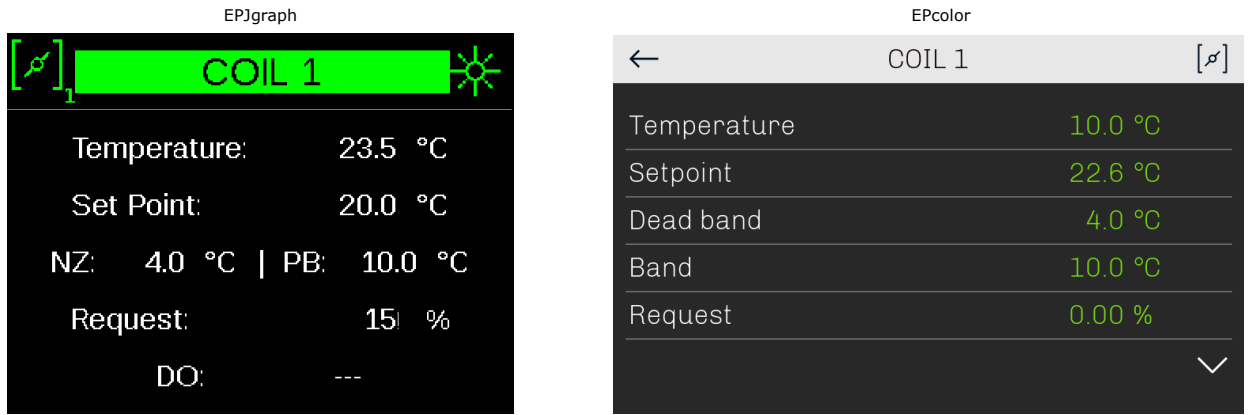 EPJgraph
COIL 1
1
Temperature: 23.5 °C
Set Point: 20.0 °C
NZ: 4.0 °C | PB: 10.0 °C
Request: 15 %
DO: ---
EPcolor
COIL 1
Temperature 10.0 °C
Setpoint 22.6 °C
Dead band 4.0 °C
Band 10.0 °C
Request 0.00 %